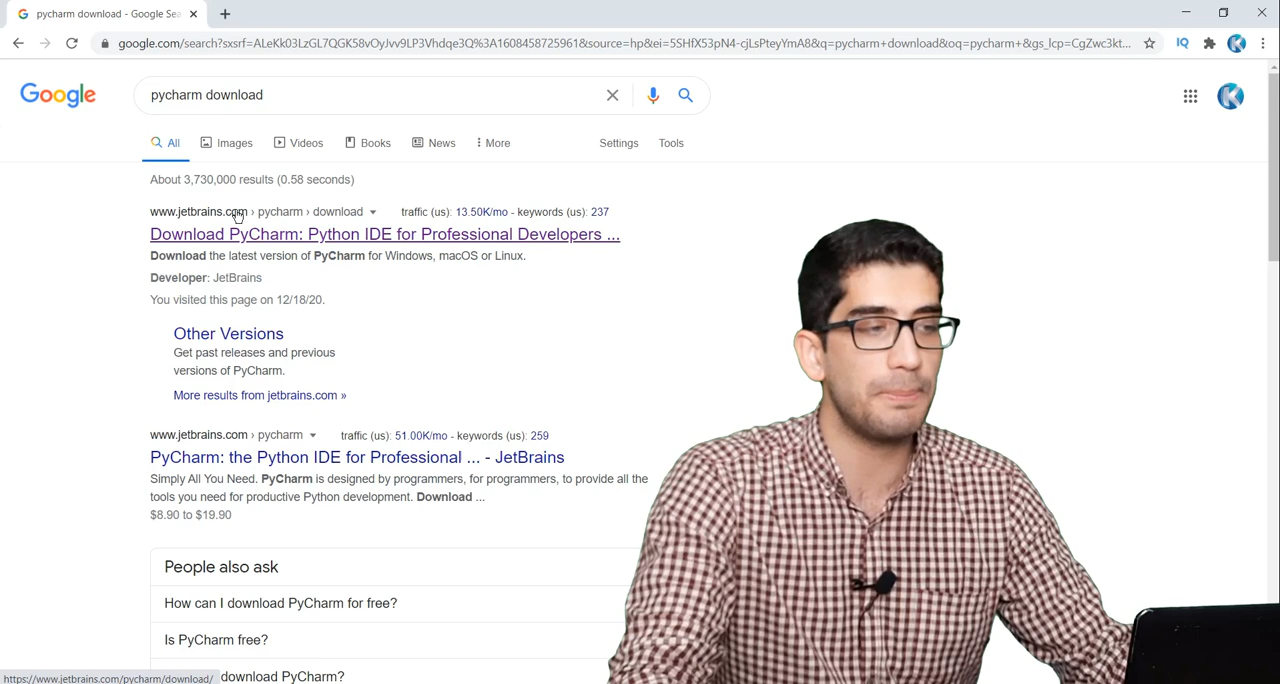 pycharm download - Google Sea
google.com/search?sxsrf=ALeKk03LzGL7QGK58vOyJvv9LP3Vhdqe3Q%3A1608458725961&source=hp&ei=5SHfX53pN4-cjLsPteyYmA8&q=pycharm+download&oq=pycharm+&gs_lcp=CgZwc3kt...
IQ
Google
pycharm download
All Images Videos Books News More Settings Tools
About 3,730,000 results (0.58 seconds)
www.jetbrains.com › pycharm › download traffic (us): 13.50K/mo - keywords (us): 237
Download PyCharm: Python IDE for Professional Developers ...
Download the latest version of PyCharm for Windows, macOS or Linux.
Developer: JetBrains
You visited this page on 12/18/20.
Other Versions
Get past releases and previous
versions of PyCharm.
More results from jetbrains.com »
www.jetbrains.com › pycharm traffic (us): 51.00K/mo - keywords (us): 259
PyCharm: the Python IDE for Professional ... - JetBrains
Simply All You Need. PyCharm is designed by programmers, for programmers, to provide all the
tools you need for productive Python development. Download ...
$8.90 to $19.90
People also ask
How can I download PyCharm for free?
Is PyCharm free?
download PyCharm?
https://www.jetbrains.com/pycharm/download/